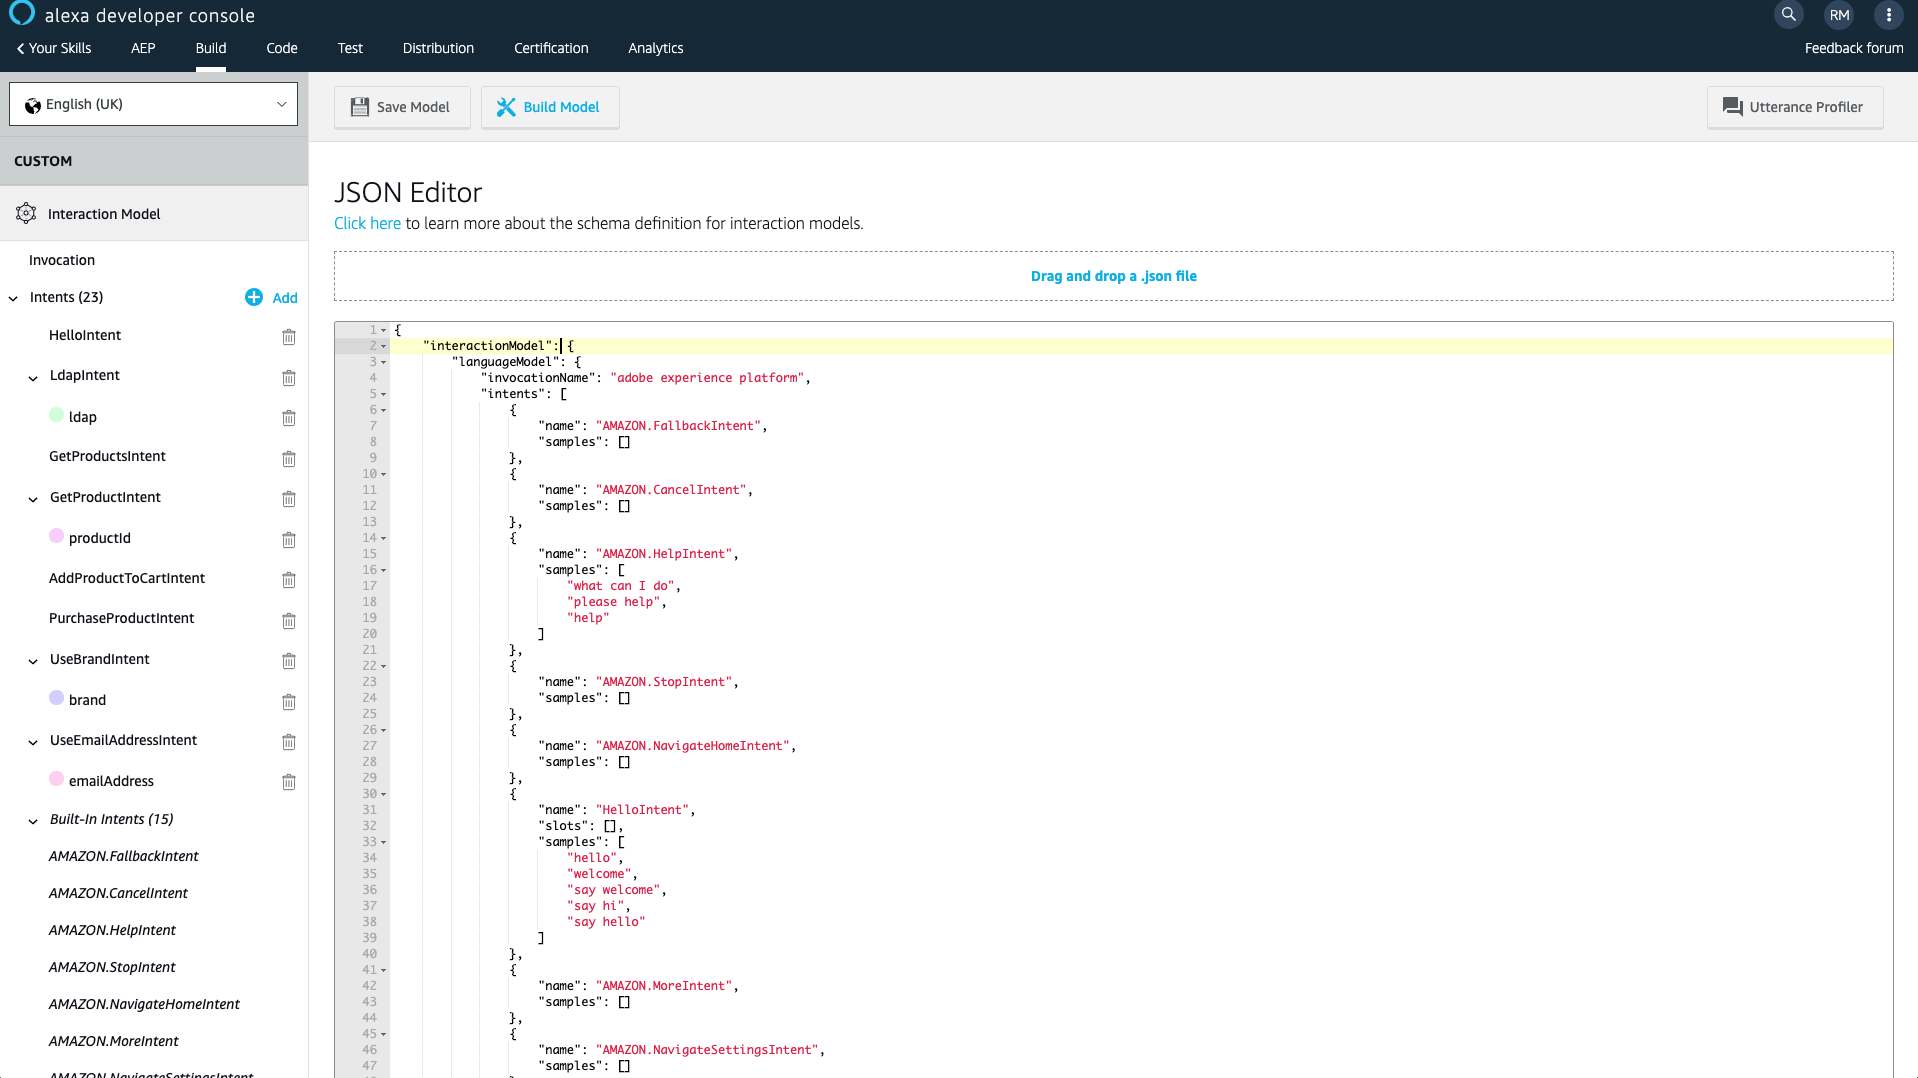 alexa developer console
RM
Your Skills
AEP
Build
Code
Test
Distribution
Certification
Analytics
Feedback forum
English (UK)
Save Model
Build Model
Utterance Profiler
CUSTOM
Interaction Model
Invocation
Intents (23)
Add
HelloIntent
LdapIntent
ldap
GetProductsIntent
GetProductIntent
productId
AddProductToCartIntent
PurchaseProductIntent
UseBrandIntent
brand
UseEmailAddressIntent
emailAddress
Built-In Intents (15)
AMAZON.FallbackIntent
AMAZON.CancelIntent
AMAZON.HelpIntent
AMAZON.StopIntent
AMAZON.NavigateHomeIntent
AMAZON.MoreIntent
AMAZON.NavigateSettingsIntent
JSON Editor
Click here to learn more about the schema definition for interaction models.
Drag and drop a .json file
1 {
2 "interactionModel": {
3 "languageModel": {
4 "invocationName": "adobe experience platform",
5 "intents": [
6 {
7 "name": "AMAZON.FallbackIntent",
8 "samples": []
9 },
10 {
11 "name": "AMAZON.CancelIntent",
12 "samples": []
13 },
14 {
15 "name": "AMAZON.HelpIntent",
16 "samples": [
17 "what can I do",
18 "please help",
19 "help"
20 ]
21 },
22 {
23 "name": "AMAZON.StopIntent",
24 "samples": []
25 },
26 {
27 "name": "AMAZON.NavigateHomeIntent",
28 "samples": []
29 },
30 {
31 "name": "HelloIntent",
32 "slots": [],
33 "samples": [
34 "hello",
35 "welcome",
36 "say welcome",
37 "say hi",
38 "say hello"
39 ]
40 },
41 {
42 "name": "AMAZON.MoreIntent",
43 "samples": []
44 },
45 {
46 "name": "AMAZON.NavigateSettingsIntent",
47 "samples": []